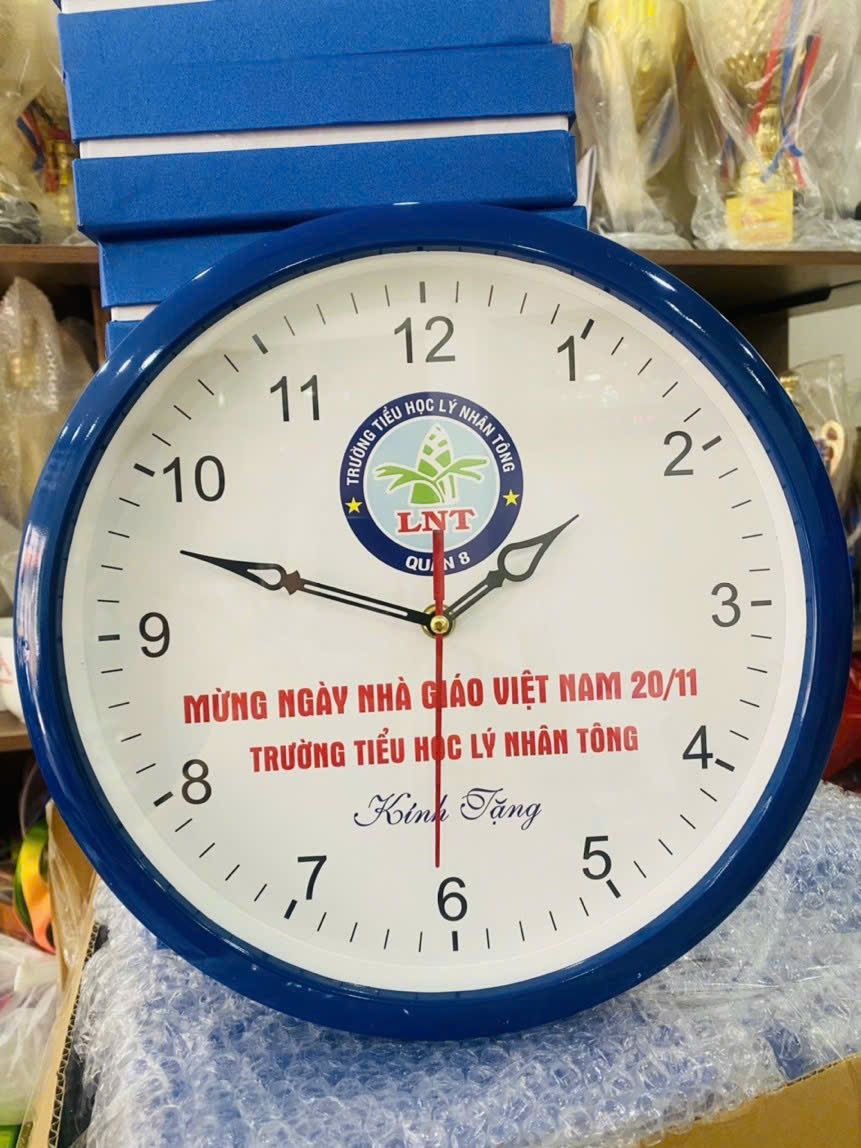 12
1
2
3
4
5
6
7
8
9
10
11
TRƯỜNG TIỂU HỌC LÝ NHÂN TÔNG
LNT
QUẬN 8
MỪNG NGÀY NHÀ GIÁO VIỆT NAM 20/11
TRƯỜNG TIỂU HỌC LÝ NHÂN TÔNG
Kính Tặng